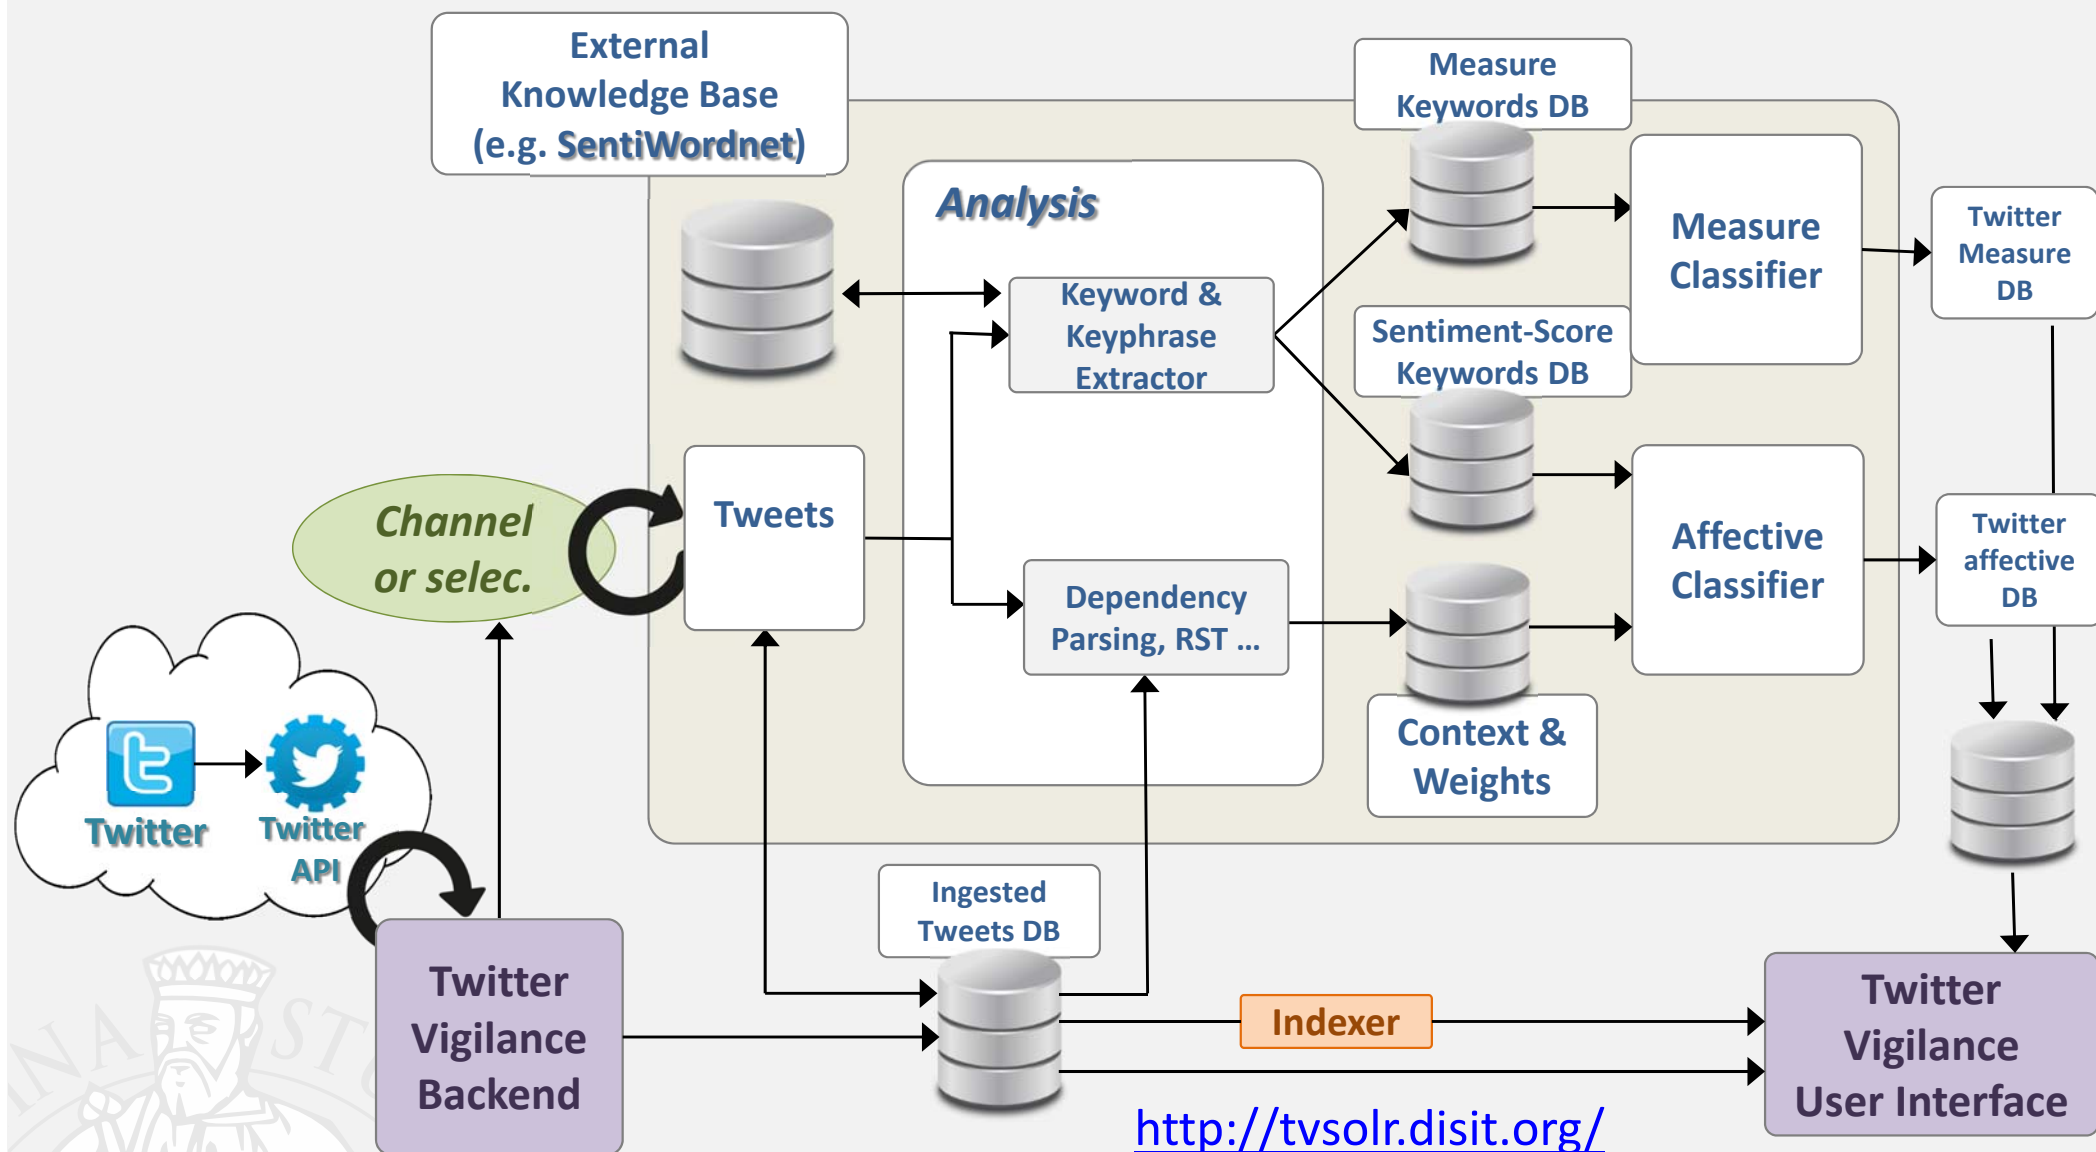 External
Knowledge Base
(e.g. SentiWordnet)
Measure
Keywords DB
Analysis
Measure
Classifier
Twitter
Measure
DB
Keyword &
Keyphrase
Extractor
Sentiment-Score
Keywords DB
Channel
or selec.
Tweets
Affective
Classifier
Twitter
affective
DB
Dependency
Parsing, RST ...
Context &
Weights
Twitter
Twitter
API
Ingested
Tweets DB
Twitter
Vigilance
Backend
Indexer
Twitter
Vigilance
User Interface
http://tvsolr.disit.org/